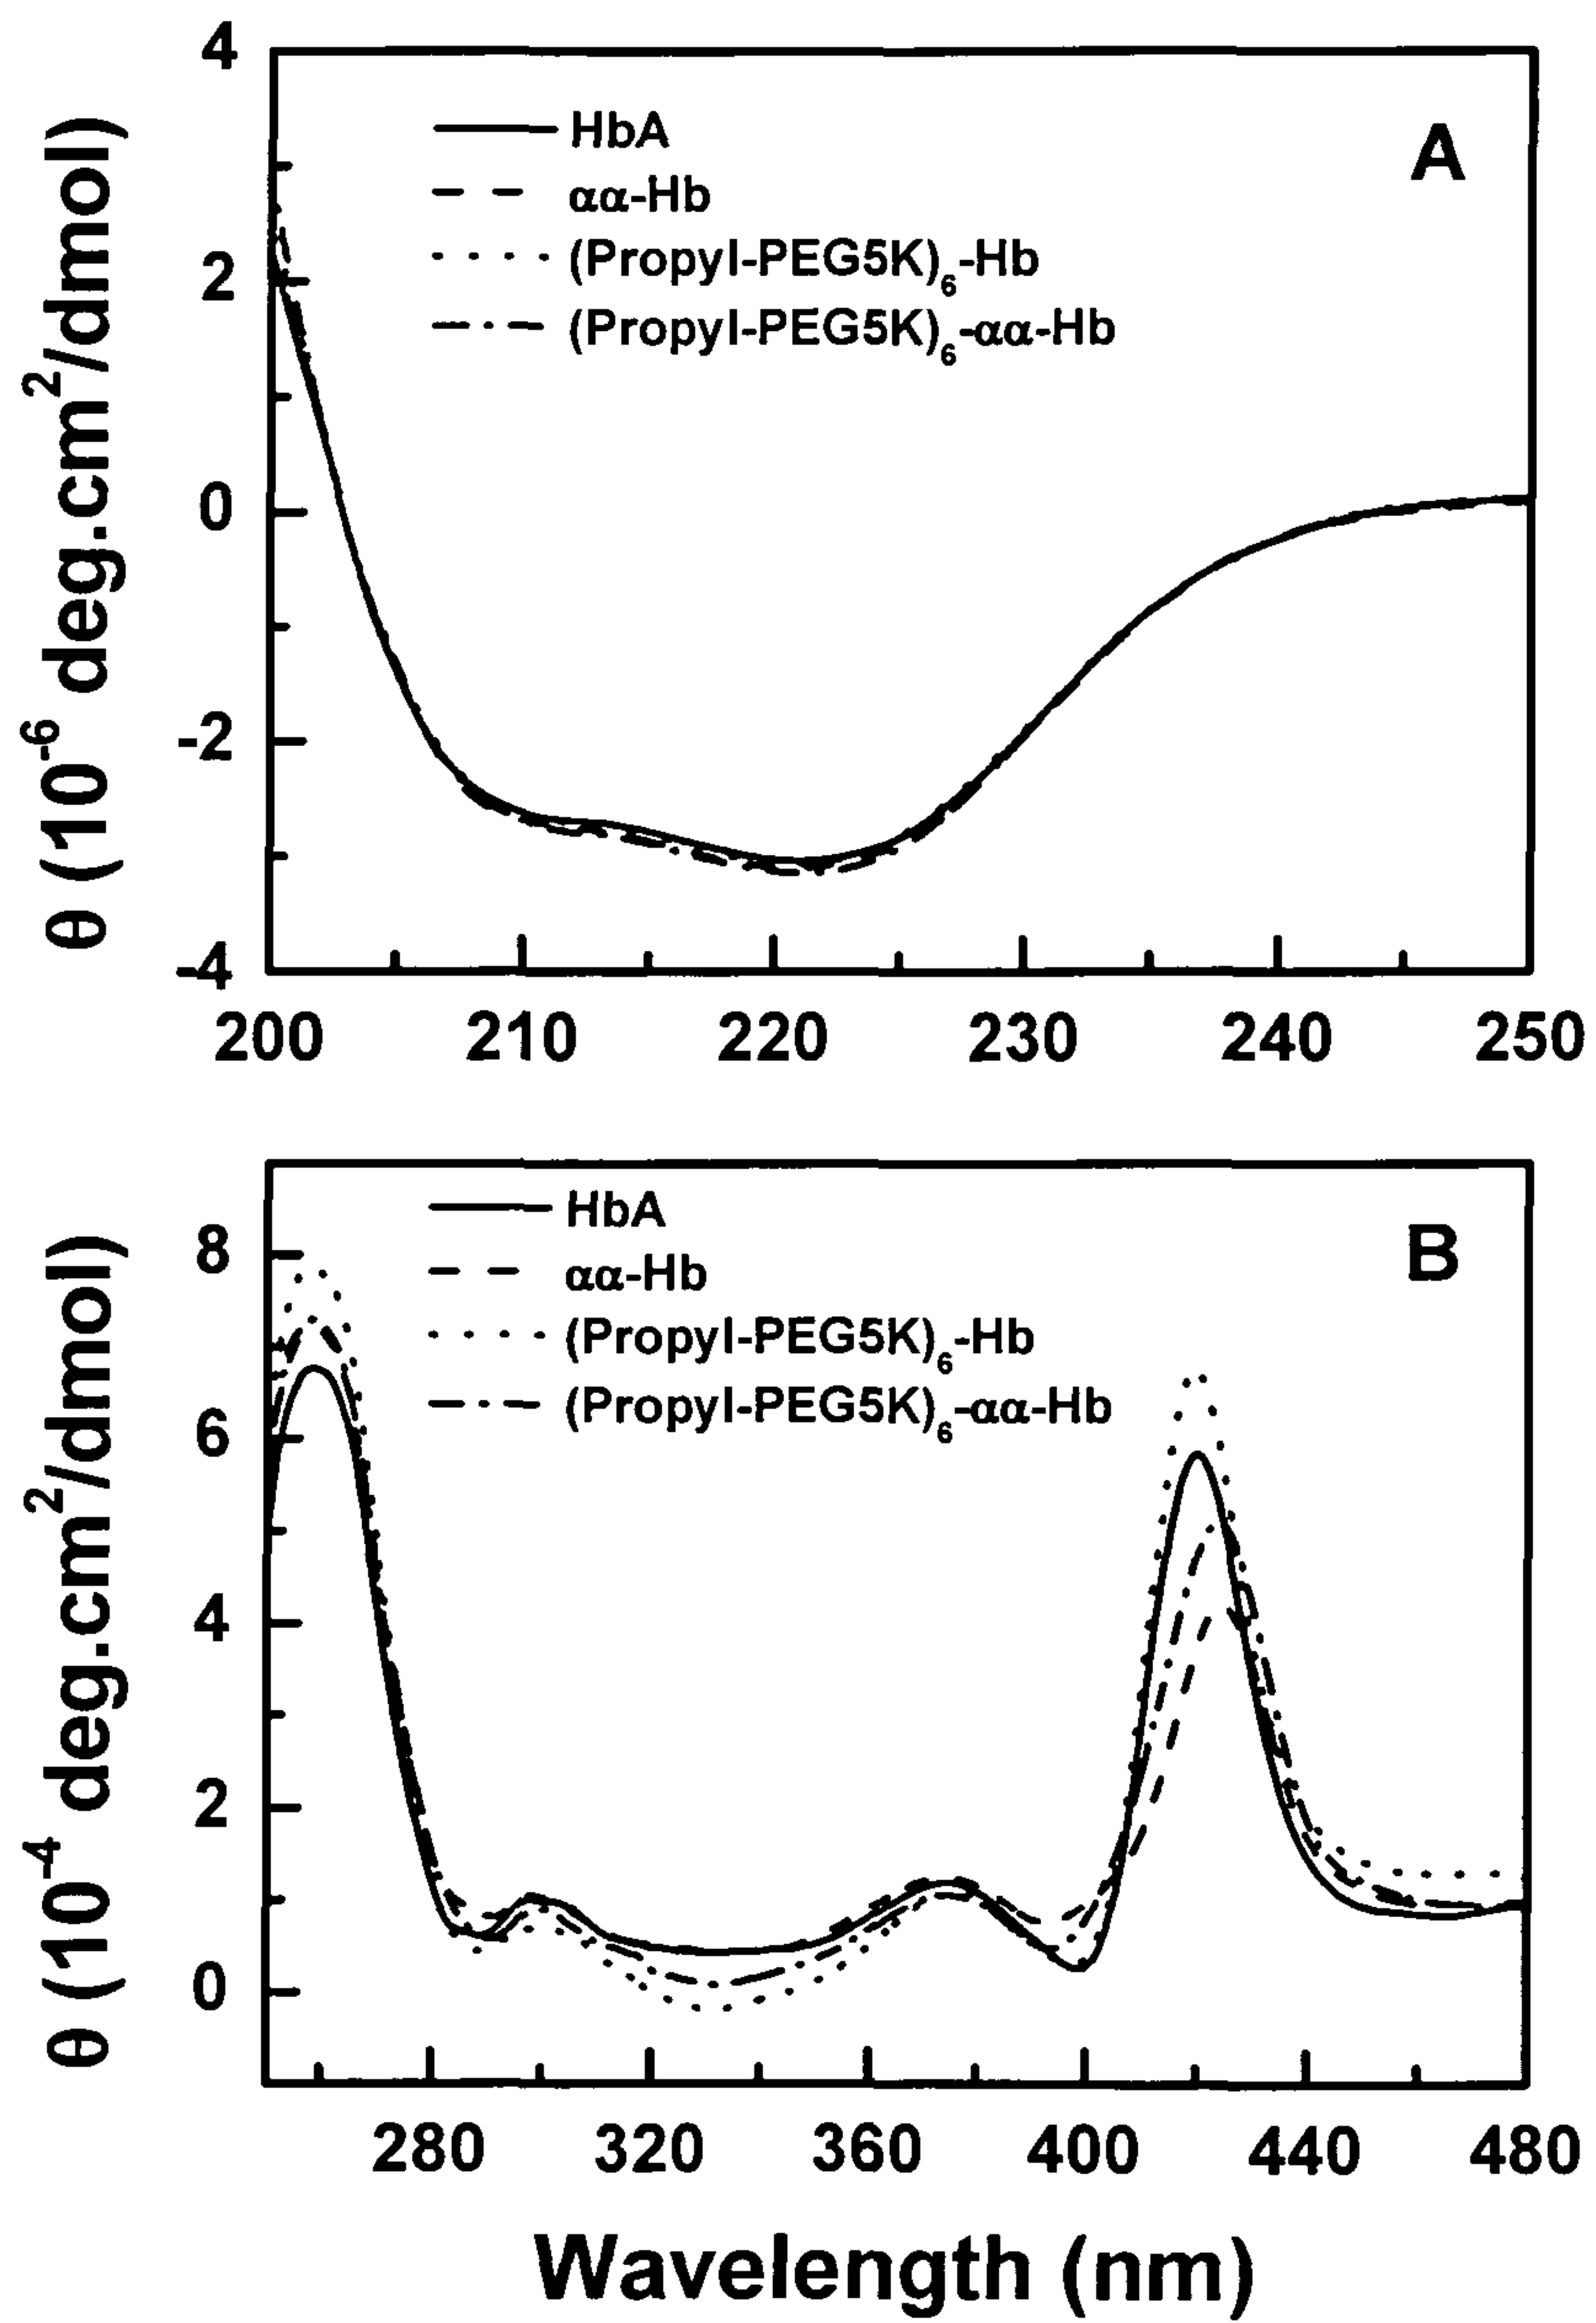 4
HbA
A
αα-Hb
(Propyl-PEG5K)6-Hb
2
(Propyl-PEG5K)6-αα-Hb
0
-2
-4
θ (10-6 deg.cm2/dmol)
200 210 220 230 240 250
HbA
B
8
αα-Hb
(Propyl-PEG5K)6-Hb
(Propyl-PEG5K)6-αα-Hb
6
4
2
0
θ (10-4 deg.cm2/dmol)
280 320 360 400 440 480
Wavelength (nm)